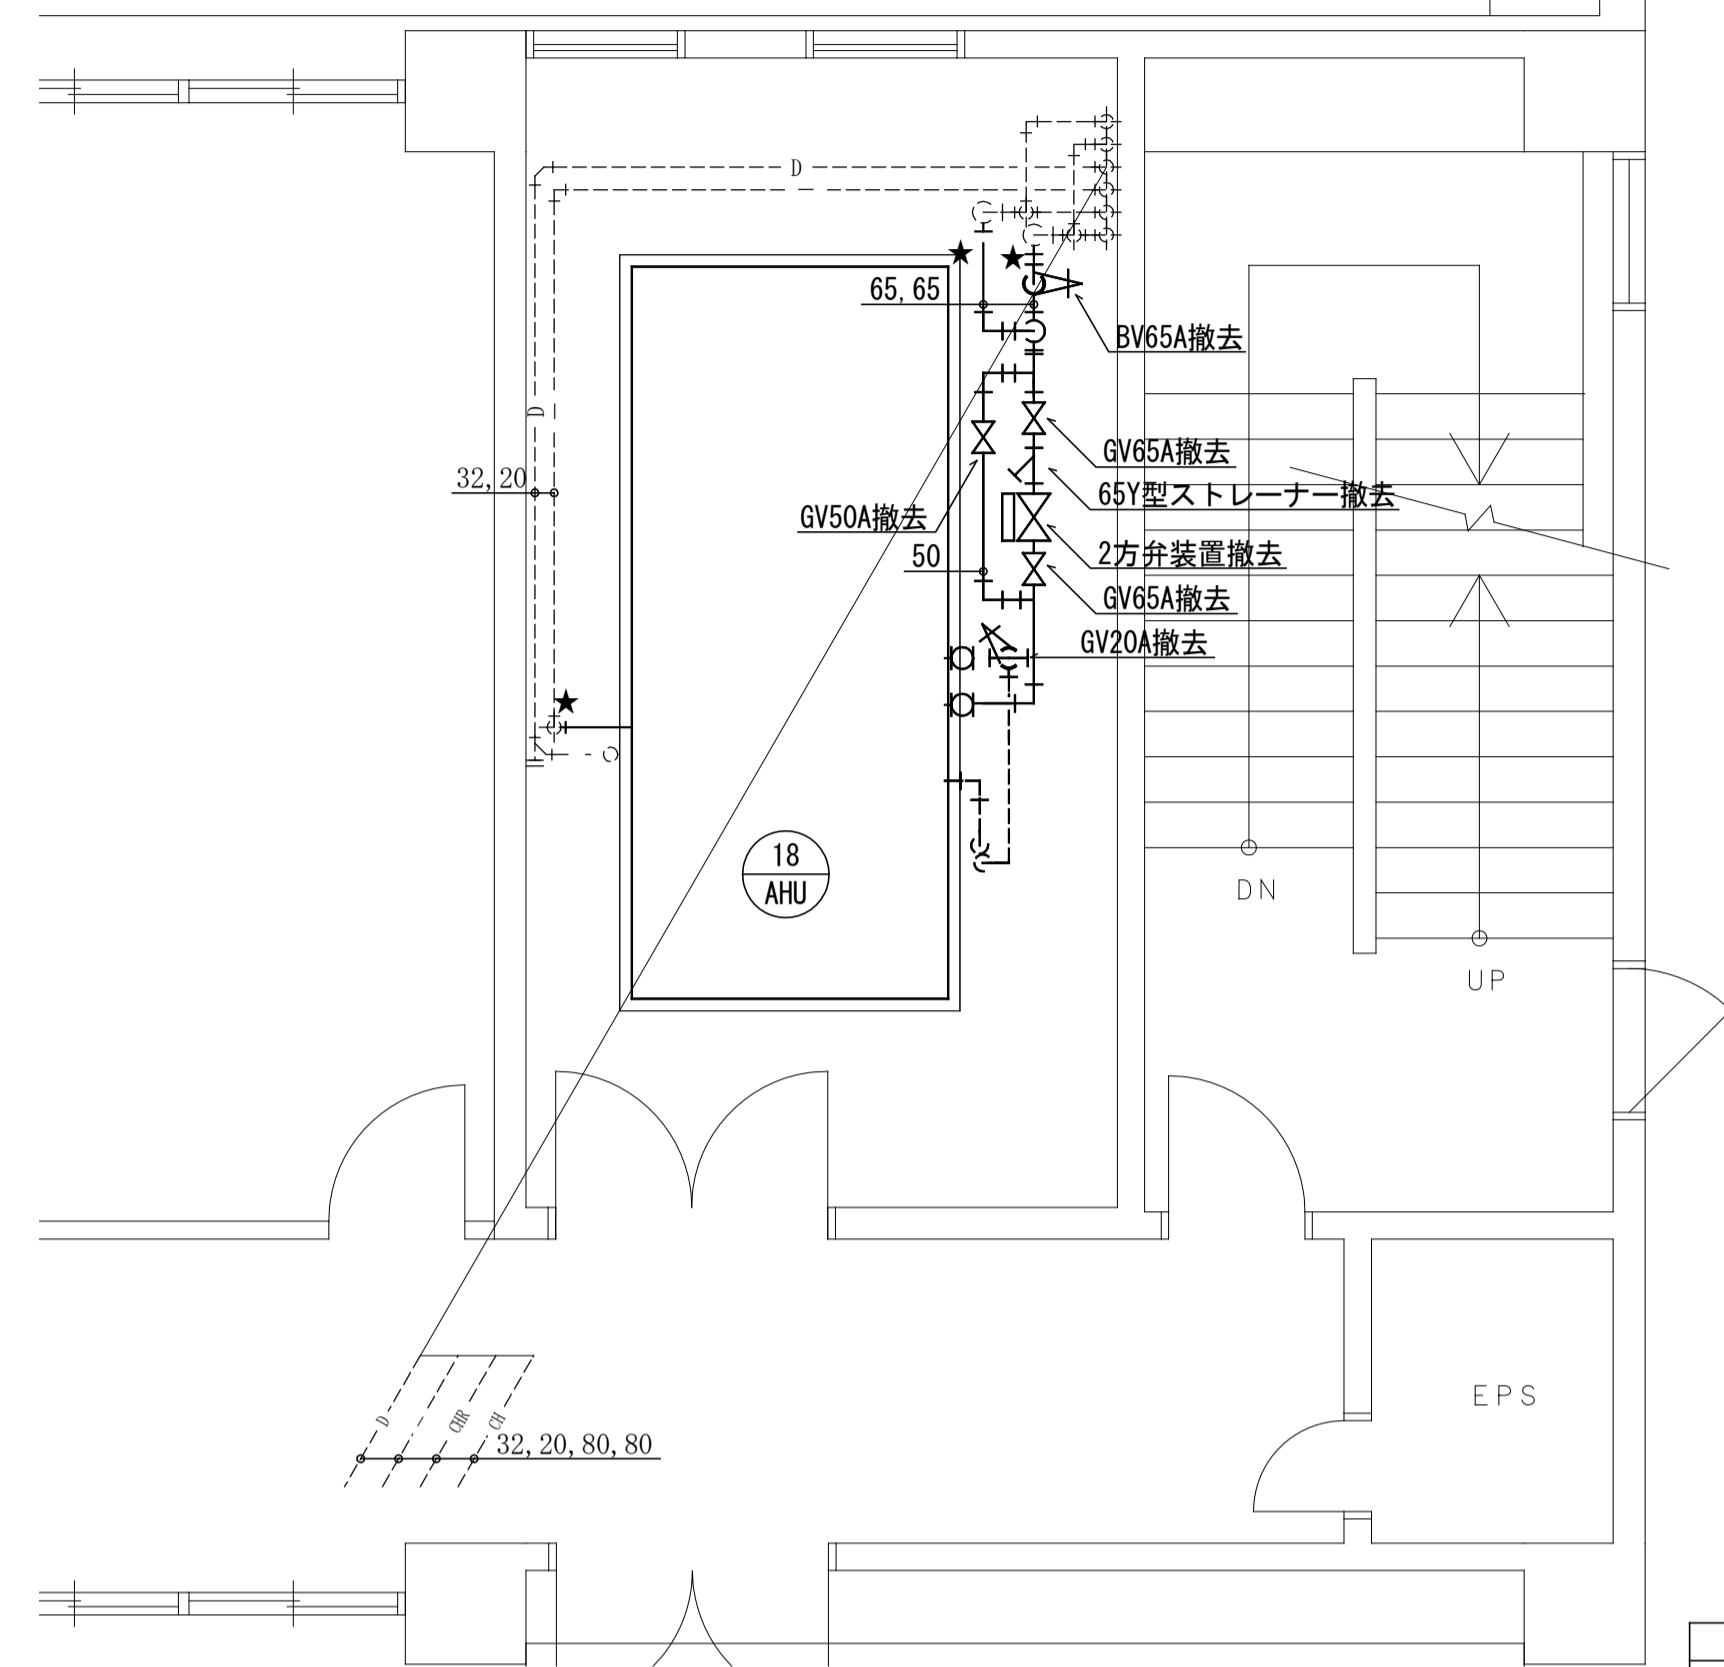 D
65,65
BV65A撤去
D
GV65A撤去
32,20
65Y型ストレーナー撤去
GV50A撤去
50
2方弁装置撤去
GV65A撤去
GV20A撤去
18
AHU
DN
UP
EPS
D
CHR
CH
32,20,80,80